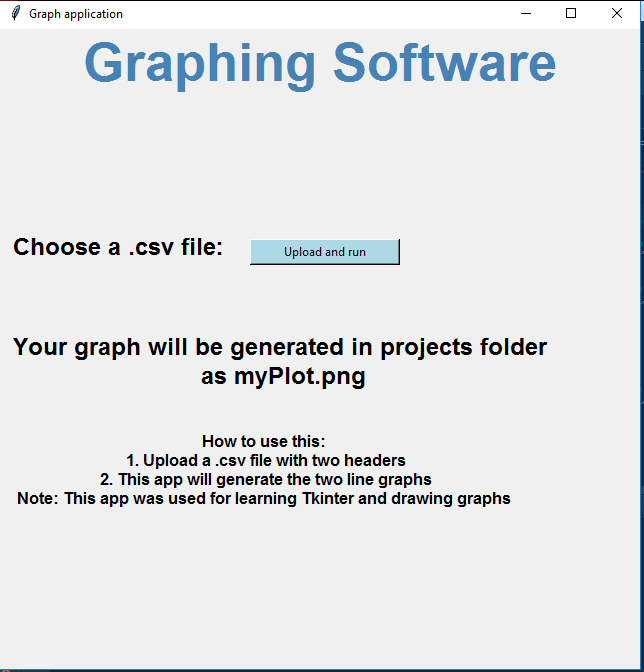 Graph application
Graphing Software
Choose a .csv file:
Upload and run
Your graph will be generated in projects folder
as myPlot.png
How to use this:
1. Upload a .csv file with two headers
2. This app will generate the two line graphs
Note: This app was used for learning Tkinter and drawing graphs